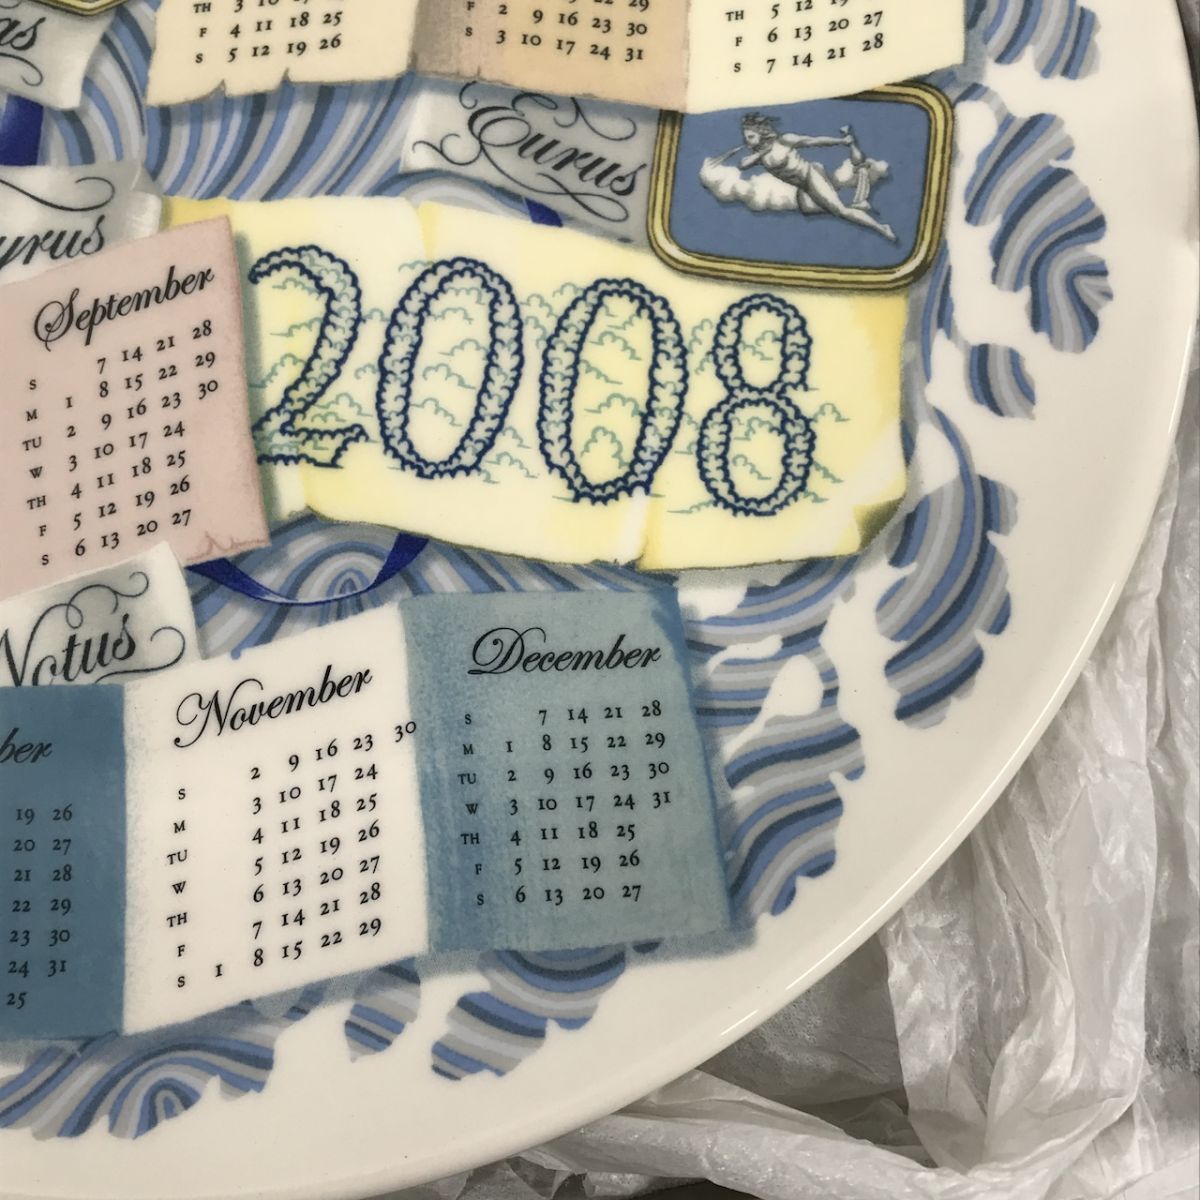 TH 3 10
F 4 11 18 25
S 5 12 19 26
F 2 9 16 23 30
S 3 10 17 24 31
TH 5 12
F 6 13 20 27
S 7 14 21 28
Eurus
2008
September
S 7 14 21 28
M 1 8 15 22 29
TU 2 9 16 23 30
W 3 10 17 24
TH 4 11 18 25
F 5 12 19 26
S 6 13 20 27
Notus
19 26
20 27
21 28
22 29
23 30
24 31
25
November
S 2 9 16 23 30
M 3 10 17 24
TU 4 11 18 25
W 5 12 19 26
TH 6 13 20 27
F 7 14 21 28
S 1 8 15 22 29
December
S 7 14 21 28
M 1 8 15 22 29
TU 2 9 16 23 30
W 3 10 17 24 31
TH 4 11 18 25
F 5 12 19 26
S 6 13 20 27